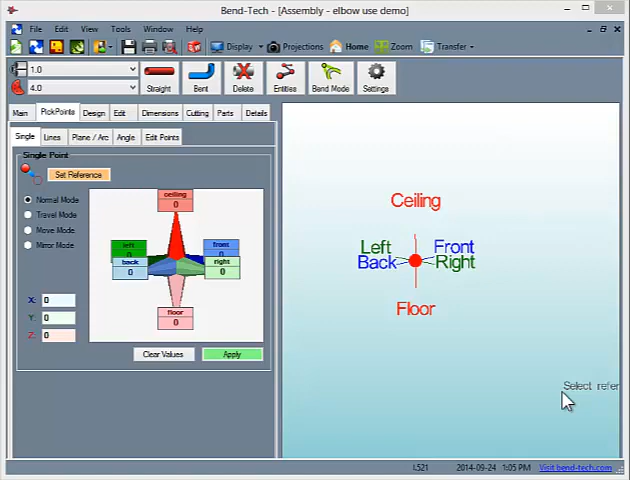 Bend-Tech - [Assembly - elbow use demo]
File Edit View Tools Window Help
Display Projections Home Zoom Transfer
1.0
4.0
Straight Bent Delete Entities Bend Mode Settings
Main PickPoints Design Edit Dimensions Cutting Parts Details
Single Lines Plane / Arc Angle Edit Points
Single Point
Set Reference
Normal Mode
Travel Mode
Move Mode
Mirror Mode
ceiling
0
left
0
front
0
back
0
right
0
floor
0
X: 0
Y: 0
Z: 0
Clear Values Apply
Ceiling
Left Front
Back Right
Floor
Select refer
I.521 2014-09-24 1:05 PM Visit bend-tech.com